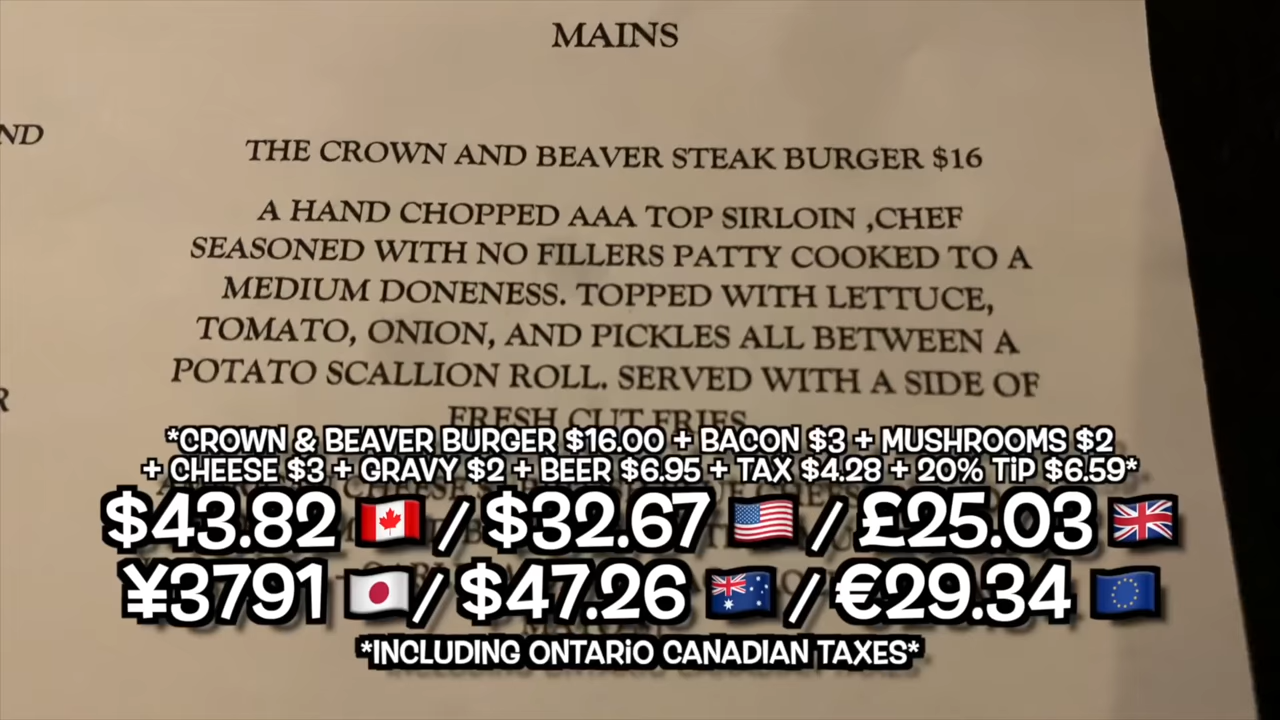 MAINS
ND
THE CROWN AND BEAVER STEAK BURGER $16
A HAND CHOPPED AAA TOP SIRLOIN ,CHEF
SEASONED WITH NO FILLERS PATTY COOKED TO A
MEDIUM DONENESS. TOPPED WITH LETTUCE,
TOMATO, ONION, AND PICKLES ALL BETWEEN A
POTATO SCALLION ROLL. SERVED WITH A SIDE OF
R
FRESH CUT FRIES
*CROWN & BEAVER BURGER $16.00 + BACON $3 + MUSHROOMS $2
+ CHEESE $3 + GRAVY $2 + BEER $6.95 + TAX $4.28 + 20% TiP $6.59*
$43.82 / $32.67 / £25.03
¥3791 / $47.26 / €29.34
*INCLUDING ONTARiO CANADIAN TAXES*